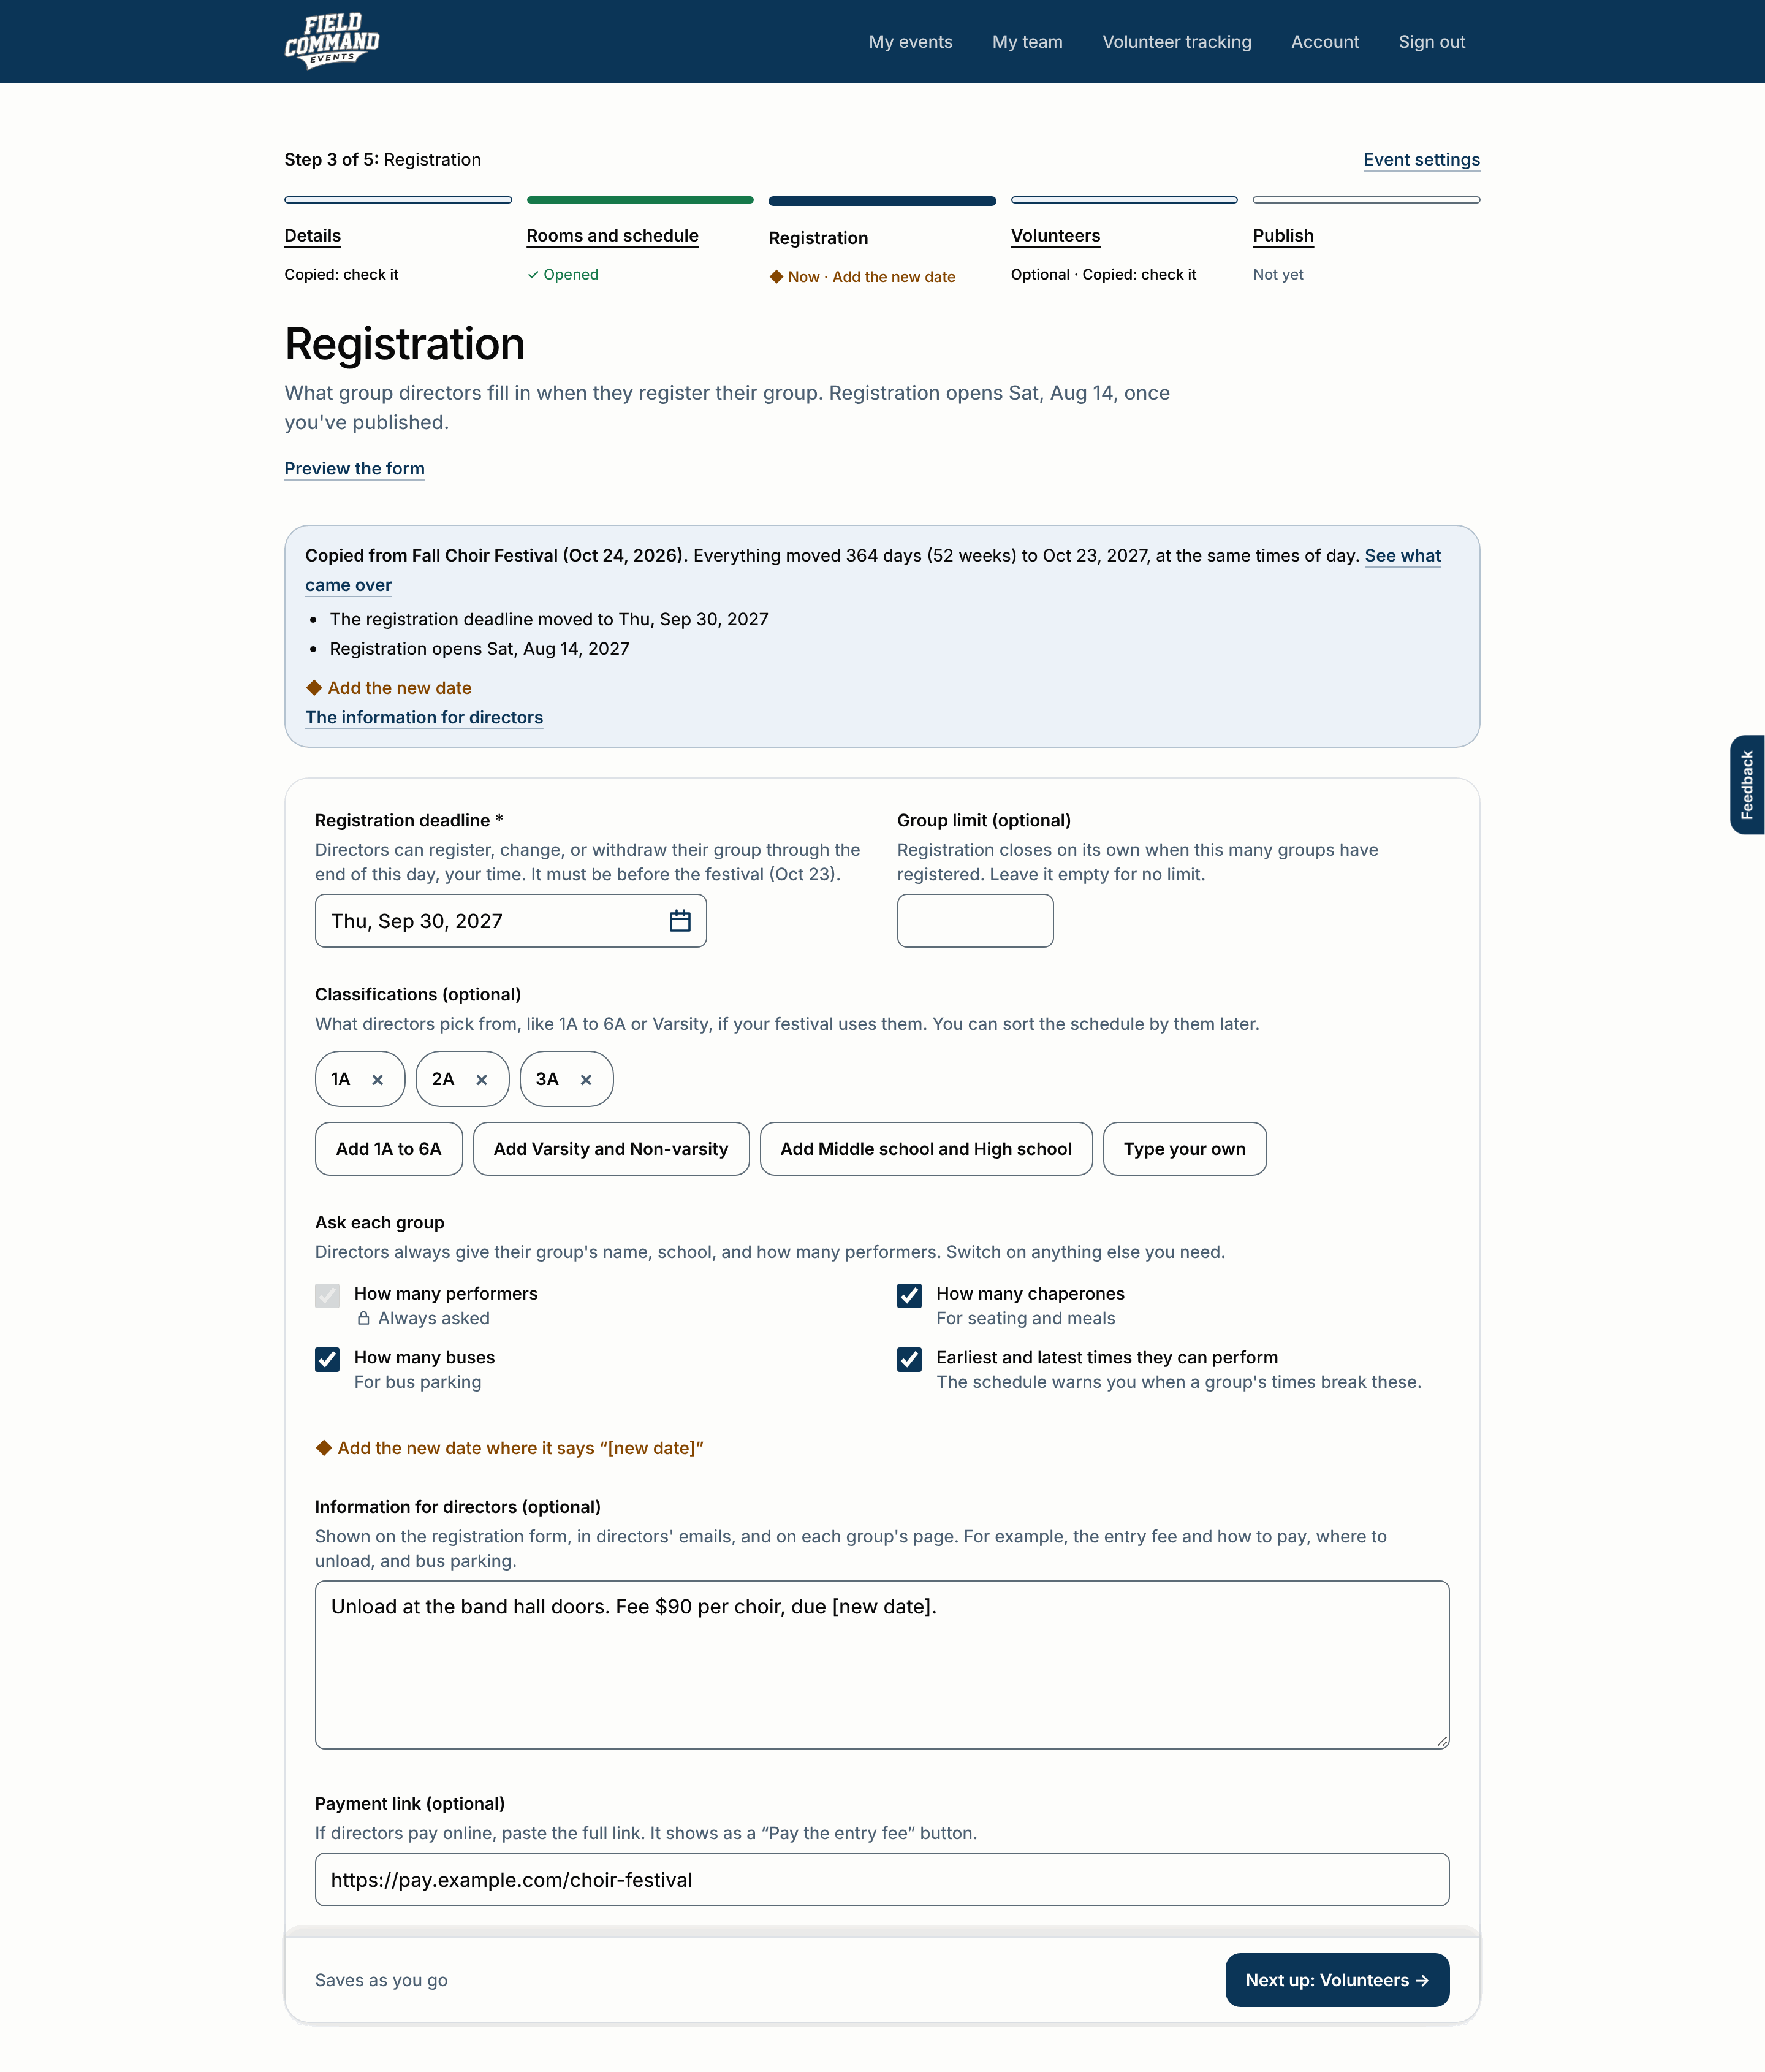 FIELD
COMMAND
EVENTS
My events
My team
Volunteer tracking
Account
Sign out
Step 3 of 5: Registration
Event settings
Details
Rooms and schedule
Registration
Volunteers
Publish
Copied: check it
✓ Opened
◆ Now · Add the new date
Optional · Copied: check it
Not yet
Registration
What group directors fill in when they register their group. Registration opens Sat, Aug 14, once
you've published.
Preview the form
Copied from Fall Choir Festival (Oct 24, 2026). Everything moved 364 days (52 weeks) to Oct 23, 2027, at the same times of day. See what
came over
• The registration deadline moved to Thu, Sep 30, 2027
• Registration opens Sat, Aug 14, 2027
◆ Add the new date
The information for directors
Feedback
Registration deadline *
Directors can register, change, or withdraw their group through the
end of this day, your time. It must be before the festival (Oct 23).
Thu, Sep 30, 2027
Group limit (optional)
Registration closes on its own when this many groups have
registered. Leave it empty for no limit.
Classifications (optional)
What directors pick from, like 1A to 6A or Varsity, if your festival uses them. You can sort the schedule by them later.
1A ×
2A ×
3A ×
Add 1A to 6A
Add Varsity and Non-varsity
Add Middle school and High school
Type your own
Ask each group
Directors always give their group's name, school, and how many performers. Switch on anything else you need.
How many performers
Always asked
How many chaperones
For seating and meals
How many buses
For bus parking
Earliest and latest times they can perform
The schedule warns you when a group's times break these.
◆ Add the new date where it says “[new date]”
Information for directors (optional)
Shown on the registration form, in directors' emails, and on each group's page. For example, the entry fee and how to pay, where to
unload, and bus parking.
Unload at the band hall doors. Fee $90 per choir, due [new date].
Payment link (optional)
If directors pay online, paste the full link. It shows as a “Pay the entry fee” button.
https://pay.example.com/choir-festival
Saves as you go
Next up: Volunteers →